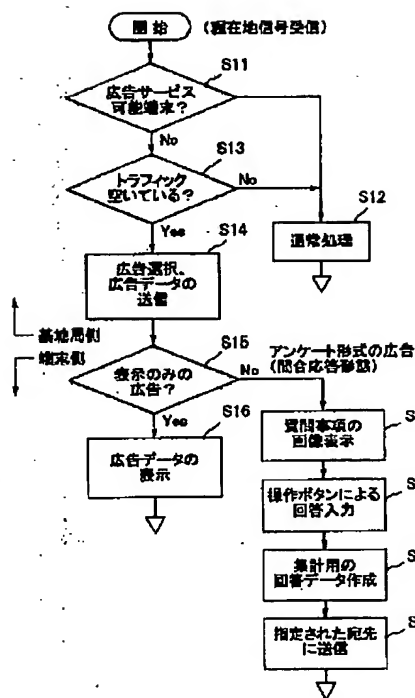 開始
(現在地信号受信)
S11
広告サービス
可能端末?
No
S13
トラフィック
空いている?
No
S12
通常処理
Yes
S14
広告選択、
広告データの
送信
基地局側
端末側
S15
表示のみの
広告?
No
アンケート形式の広告
(問合応答形態)
Yes
S16
広告データの
表示
S
質問事項の
画像表示
S
操作ボタンによる
回答入力
S
集計用の
回答データ作成
S
指定された宛先
に送信